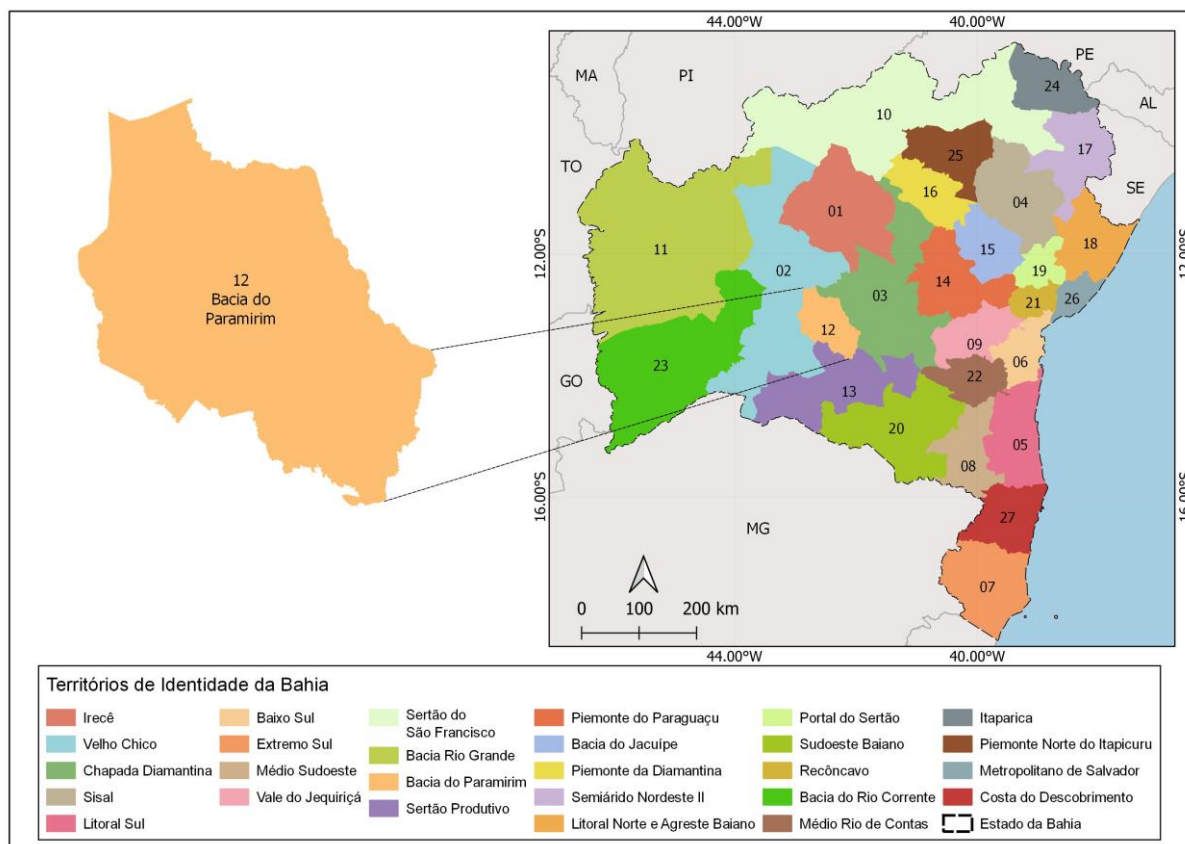 44.00°W 40.00°W
MA
PI
PE
AL
TO
SE
GO
MG
12.00°S
12.00°S
16.00°S
16.00°S
12
Bacia do
Paramirim
24
10
17
25
16
04
01
18
11
15
02
19
14
03
26
21
12
09
06
23
22
13
20
05
08
27
07
0 100 200 km
44.00°W 40.00°W
Territórios de Identidade da Bahia
Irecê
Velho Chico
Chapada Diamantina
Sisal
Litoral Sul
Baixo Sul
Extremo Sul
Médio Sudoeste
Vale do Jequiriçá
Sertão do
São Francisco
Bacia Rio Grande
Bacia do Paramirim
Sertão Produtivo
Piemonte do Paraguaçu
Bacia do Jacuípe
Piemonte da Diamantina
Semiárido Nordeste II
Litoral Norte e Agreste Baiano
Portal do Sertão
Sudoeste Baiano
Recôncavo
Bacia do Rio Corrente
Médio Rio de Contas
Itaparica
Piemonte Norte do Itapicuru
Metropolitano de Salvador
Costa do Descobrimento
Estado da Bahia